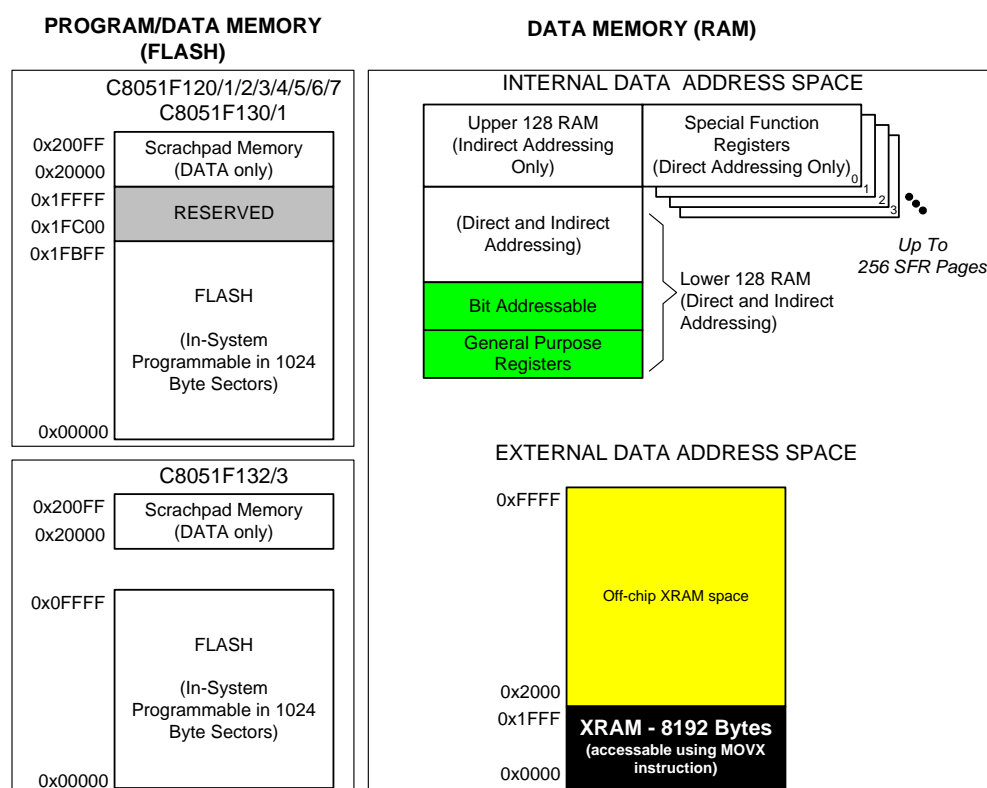 PROGRAM/DATA MEMORY
(FLASH)
C8051F120/1/2/3/4/5/6/7
C8051F130/1
0x200FF
0x20000
Scrachpad Memory
(DATA only)
0x1FFFF
0x1FC00
RESERVED
0x1FBFF
FLASH
(In-System
Programmable in 1024
Byte Sectors)
0x00000
C8051F132/3
0x200FF
0x20000
Scrachpad Memory
(DATA only)
0x0FFFF
FLASH
(In-System
Programmable in 1024
Byte Sectors)
0x00000
DATA MEMORY (RAM)
INTERNAL DATA ADDRESS SPACE
Upper 128 RAM
(Indirect Addressing
Only)
Special Function
Registers
(Direct Addressing Only)
0
1
2
3
Up To
256 SFR Pages
(Direct and Indirect
Addressing)
Bit Addressable
General Purpose
Registers
Lower 128 RAM
(Direct and Indirect
Addressing)
EXTERNAL DATA ADDRESS SPACE
0xFFFF
Off-chip XRAM space
0x2000
0x1FFF
XRAM - 8192 Bytes
(accessable using MOVX
instruction)
0x0000